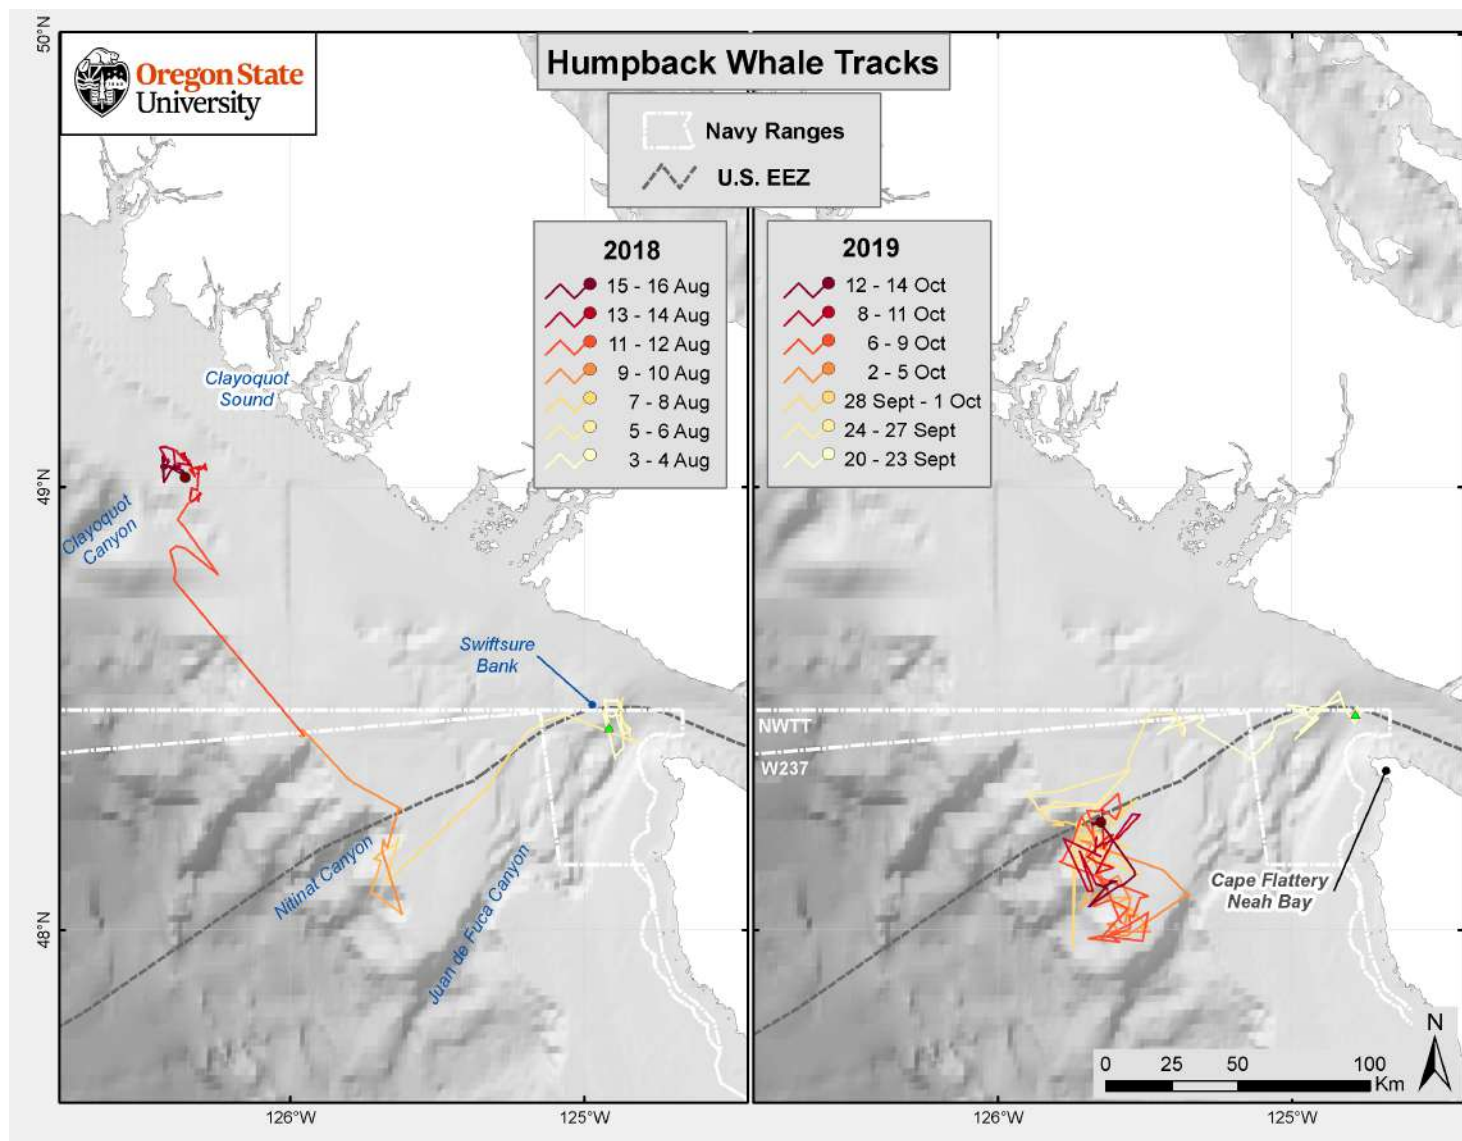 50°N
Oregon State
University
Humpback Whale Tracks
Navy Ranges
U.S. EEZ
2018
15 - 16 Aug
13 - 14 Aug
11 - 12 Aug
9 - 10 Aug
7 - 8 Aug
5 - 6 Aug
3 - 4 Aug
2019
12 - 14 Oct
8 - 11 Oct
6 - 9 Oct
2 - 5 Oct
28 Sept - 1 Oct
24 - 27 Sept
20 - 23 Sept
Clayoquot
Sound
49°N
Clayoquot
Canyon
Swiftsure
Bank
NWTT
W237
Nitinat Canyon
Juan de Fuca Canyon
Cape Flattery
Neah Bay
48°N
N
0 25 50 100
Km
126°W
125°W
126°W
125°W